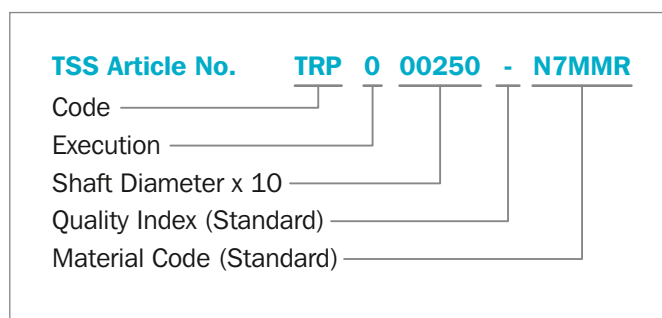 TSS Article No. TRP 0 00250 - N7MMR
Code
Execution
Shaft Diameter x 10
Quality Index (Standard)
Material Code (Standard)